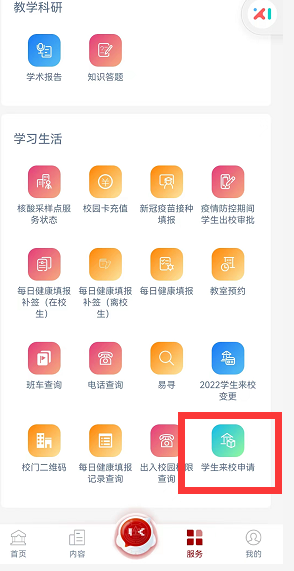 教学科研
学术报告
知识答题
学习生活
核酸采样点服
务状态
校园卡充值
新冠疫苗接种
填报
疫情防控期间
学生出校审批
每日健康填报
补签（在校
生）
每日健康填报
补签（离校
生）
每日健康填报
教室预约
班车查询
电话查询
易寻
2022学生来校
变更
校门二维码
每日健康填报
记录查询
出入校园权限
查询
学生来校申请
首页
内容
服务
我的